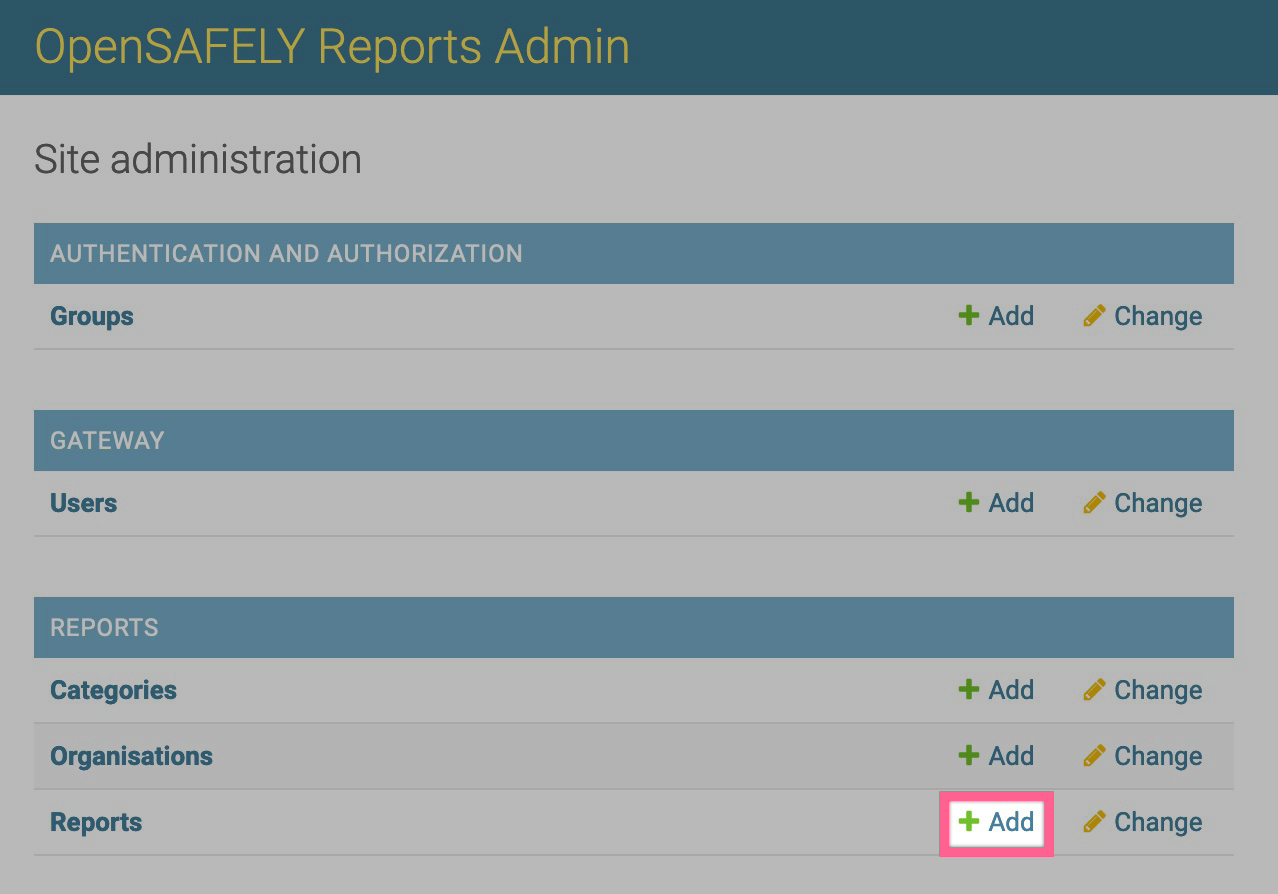 OpenSAFELY Reports Admin
Site administration
AUTHENTICATION AND AUTHORIZATION
Groups Add Change
GATEWAY
Users Add Change
REPORTS
Categories Add Change
Organisations Add Change
Reports Add Change